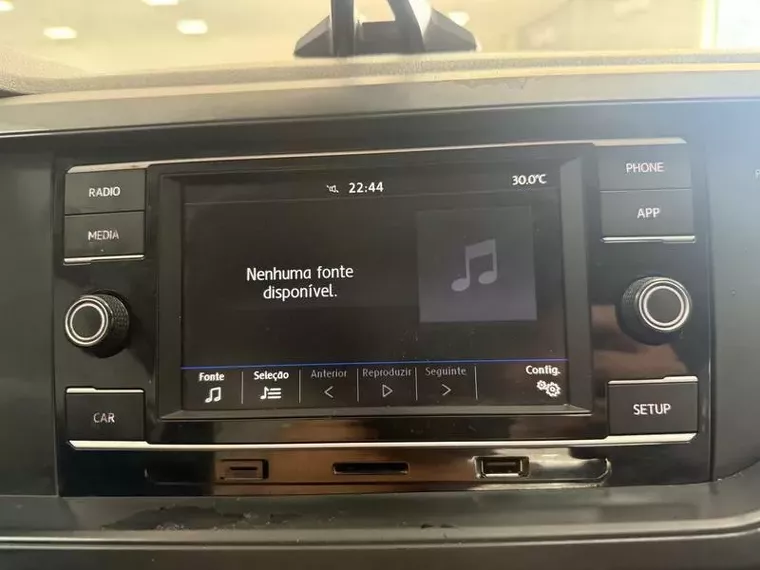 RADIO
MEDIA
CAR
22:44
30.0°C
Nenhuma fonte
disponível.
Fonte
Seleção
Anterior
Reproduzir
Seguinte
Config.
PHONE
APP
SETUP